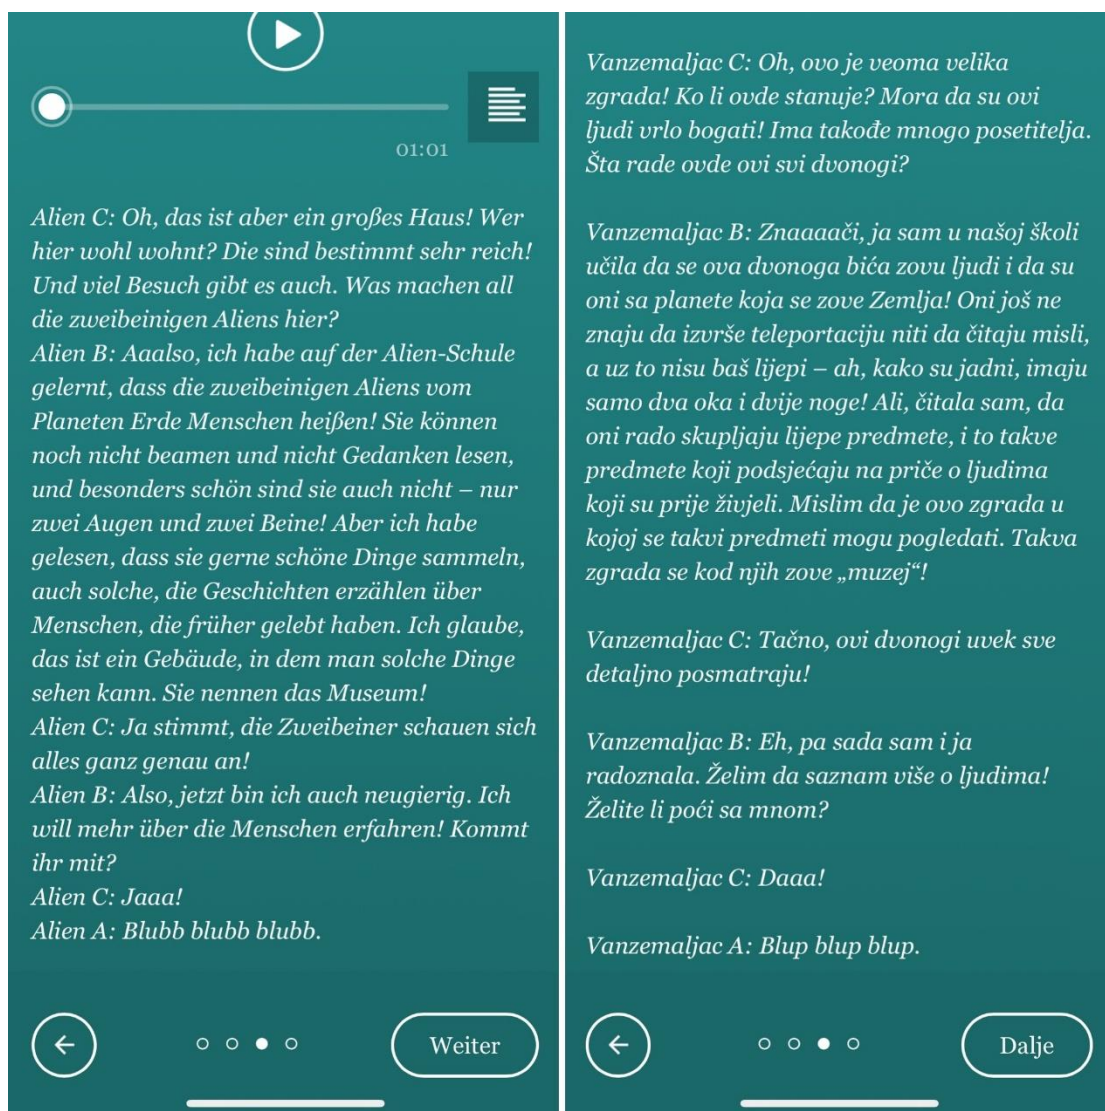 01:01
Alien C: Oh, das ist aber ein großes Haus! Wer
hier wohl wohnt? Die sind bestimmt sehr reich!
Und viel Besuch gibt es auch. Was machen all
die zweibeinigen Aliens hier?
Alien B: Aaalso, ich habe auf der Alien-Schule
gelernt, dass die zweibeinigen Aliens vom
Planeten Erde Menschen heißen! Sie können
noch nicht beamen und nicht Gedanken lesen,
und besonders schön sind sie auch nicht – nur
zwei Augen und zwei Beine! Aber ich habe
gelesen, dass sie gerne schöne Dinge sammeln,
auch solche, die Geschichten erzählen über
Menschen, die früher gelebt haben. Ich glaube,
das ist ein Gebäude, in dem man solche Dinge
sehen kann. Sie nennen das Museum!
Alien C: Ja stimmt, die Zweibeiner schauen sich
alles ganz genau an!
Alien B: Also, jetzt bin ich auch neugierig. Ich
will mehr über die Menschen erfahren! Kommt
ihr mit?
Alien C: Jaaa!
Alien A: Blubb blubb blubb.
Weiter
Vanzemaljac C: Oh, ovo je veoma velika
zgrada! Ko li ovde stanuje? Mora da su ovi
ljudi vrlo bogati! Ima takođe mnogo posetitelja.
Šta rade ovde ovi svi dvonogi?
Vanzemaljac B: Znaaaači, ja sam u našoj školi
učila da se ova dvonoga bića zovu ljudi i da su
oni sa planete koja se zove Zemlja! Oni još ne
znaju da izvrše teleportaciju niti da čitaju misli,
a uz to nisu baš lijepi – ah, kako su jadni, imaju
samo dva oka i dvije noge! Ali, čitala sam, da
oni rado skupljaju lijepe predmete, i to takve
predmete koji podsjećaju na priče o ljudima
koji su prije živjeli. Mislim da je ovo zgrada u
kojoj se takvi predmeti mogu pogledati. Takva
zgrada se kod njih zove „muzej“!
Vanzemaljac C: Tačno, ovi dvonogi uvek sve
detaljno posmatraju!
Vanzemaljac B: Eh, pa sada sam i ja
radoznala. Želim da saznam više o ljudima!
Želite li poći sa mnom?
Vanzemaljac C: Daaa!
Vanzemaljac A: Blup blup blup.
Dalje